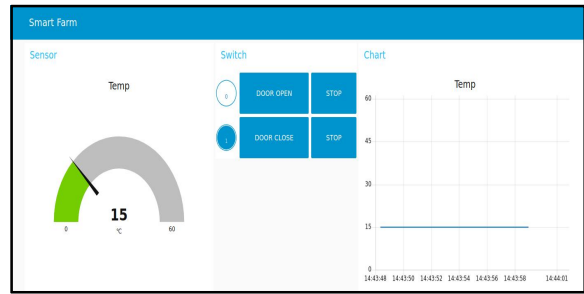 Smart Farm
Sensor
Temp
15
°C
0
60
Switch
0
DOOR OPEN
STOP
1
DOOR CLOSE
STOP
Chart
Temp
60
45
30
15
0
14:43:48 14:43:50 14:43:52 14:43:54 14:43:56 14:43:58 14:44:01